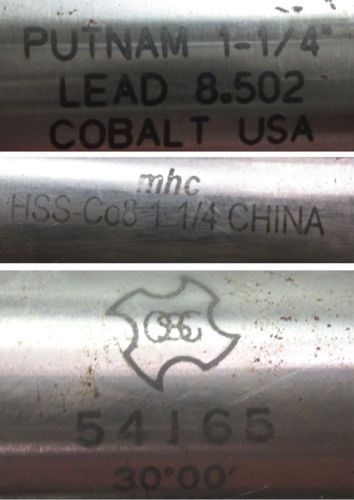 PUTNAM 1-1/4"
LEAD 8.502
COBALT USA
mhc
HSS-Co8 1-1/4 CHINA
OSG
54165
30°00'